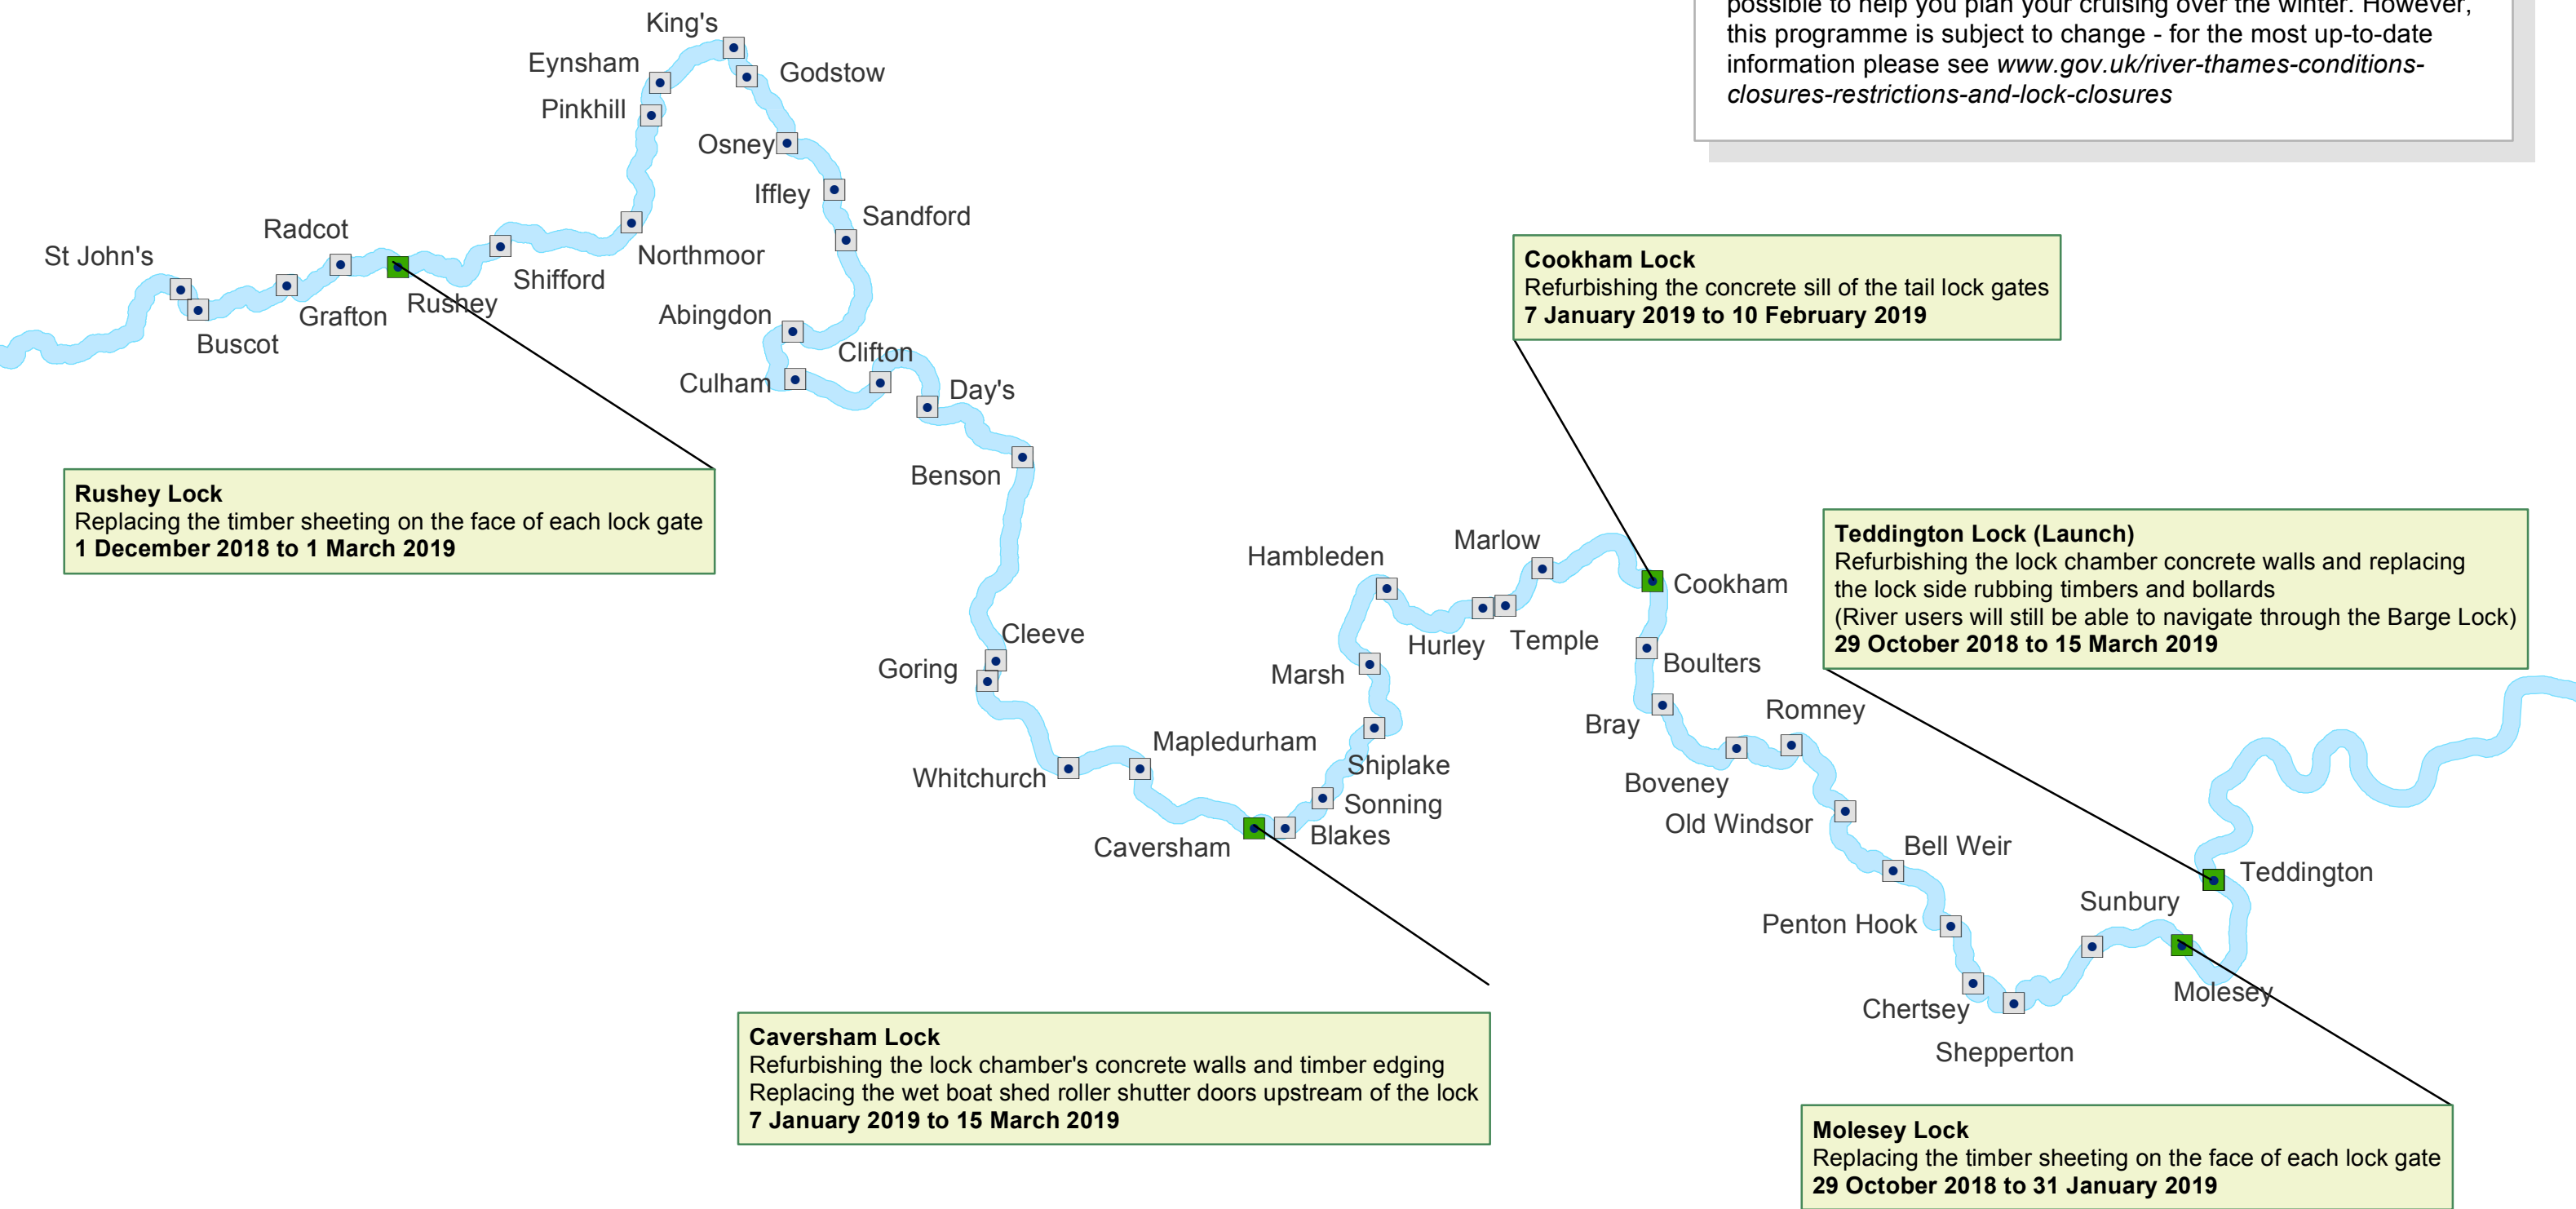 possible to help you plan your cruising over the winter. However,
this programme is subject to change - for the most up-to-date
information please see www.gov.uk/river-thames-conditions-
closures-restrictions-and-lock-closures
King's
Eynsham
Godstow
Pinkhill
Osney
Iffley
Sandford
Radcot
St John's
Northmoor
Shifford
Rushey
Grafton
Buscot
Abingdon
Clifton
Culham
Day's
Benson
Cookham Lock
Refurbishing the concrete sill of the tail lock gates
7 January 2019 to 10 February 2019
Rushey Lock
Replacing the timber sheeting on the face of each lock gate
1 December 2018 to 1 March 2019
Teddington Lock (Launch)
Refurbishing the lock chamber concrete walls and replacing
the lock side rubbing timbers and bollards
(River users will still be able to navigate through the Barge Lock)
29 October 2018 to 15 March 2019
Marlow
Hambleden
Cookham
Cleeve
Goring
Hurley
Temple
Marsh
Boulters
Bray
Romney
Mapledurham
Whitchurch
Shiplake
Boveney
Sonning
Old Windsor
Blakes
Caversham
Bell Weir
Teddington
Sunbury
Penton Hook
Molesey
Chertsey
Shepperton
Caversham Lock
Refurbishing the lock chamber's concrete walls and timber edging
Replacing the wet boat shed roller shutter doors upstream of the lock
7 January 2019 to 15 March 2019
Molesey Lock
Replacing the timber sheeting on the face of each lock gate
29 October 2018 to 31 January 2019